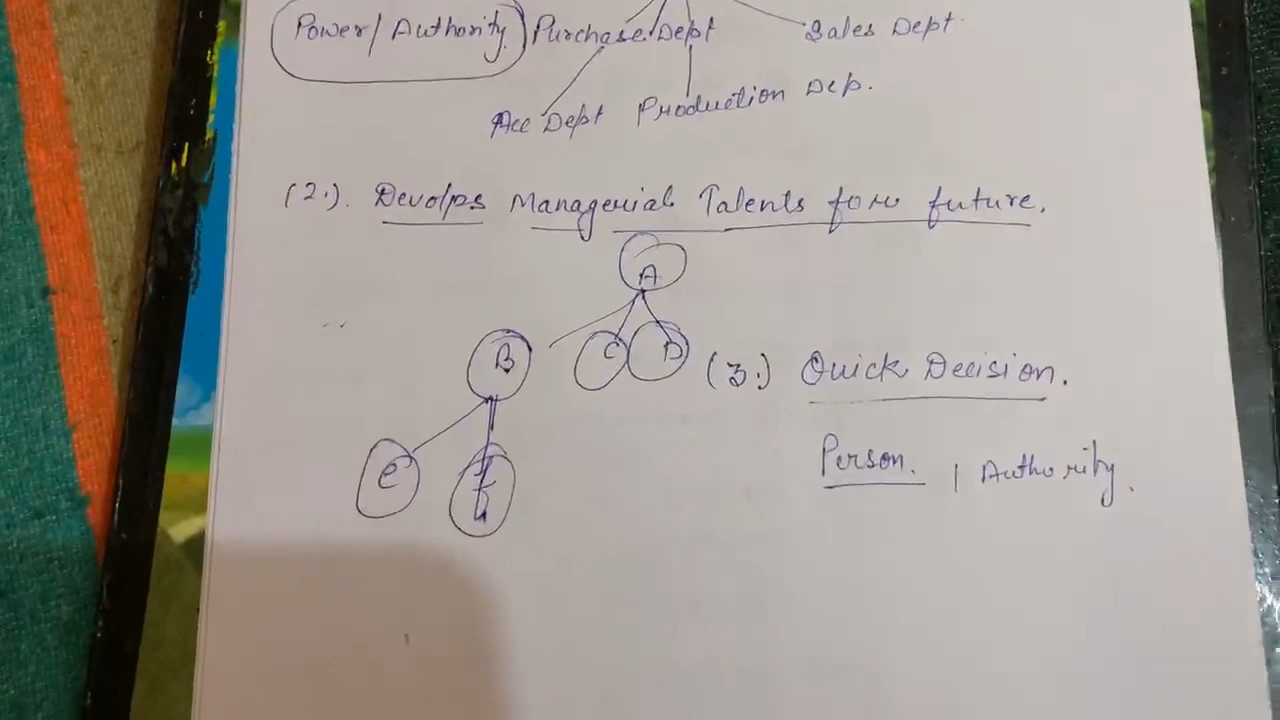 Power/Authority. Purchase Dept Sales Dept.
Acc Dept Production Dep.
(2.). Devolps Managerial Talents for future.
A
B C D (3.) Quick Decision.
Person. | Authority.
e f